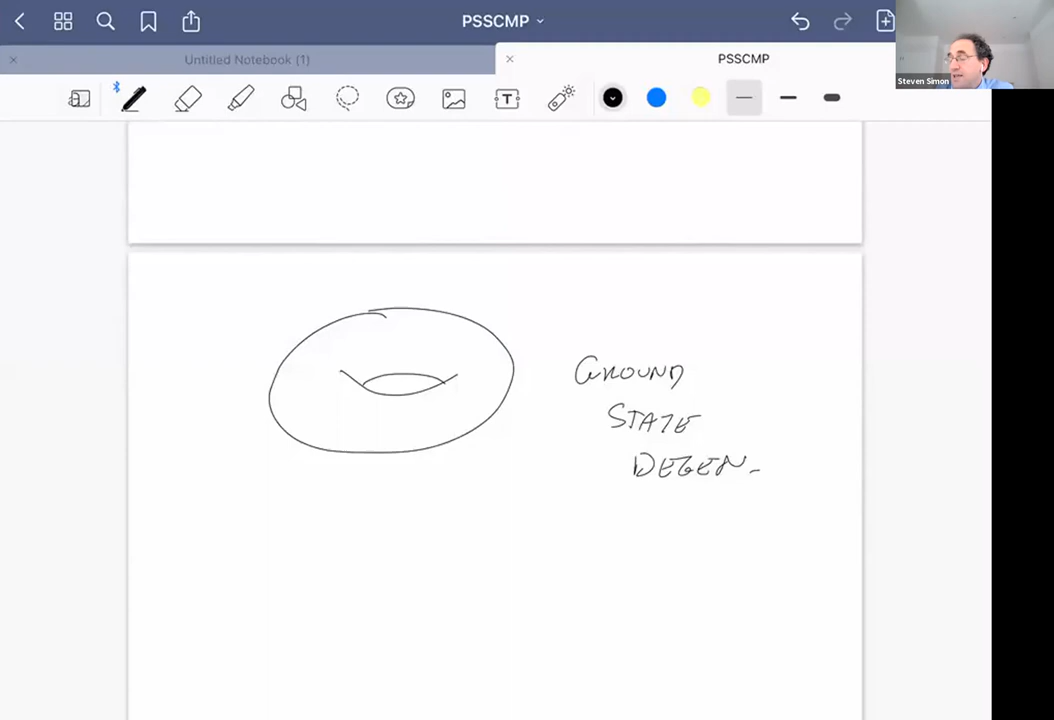 PSSCMP
Untitled Notebook (1)
PSSCMP
Steven Simon
T
GROUND
STATE
DEGEN.